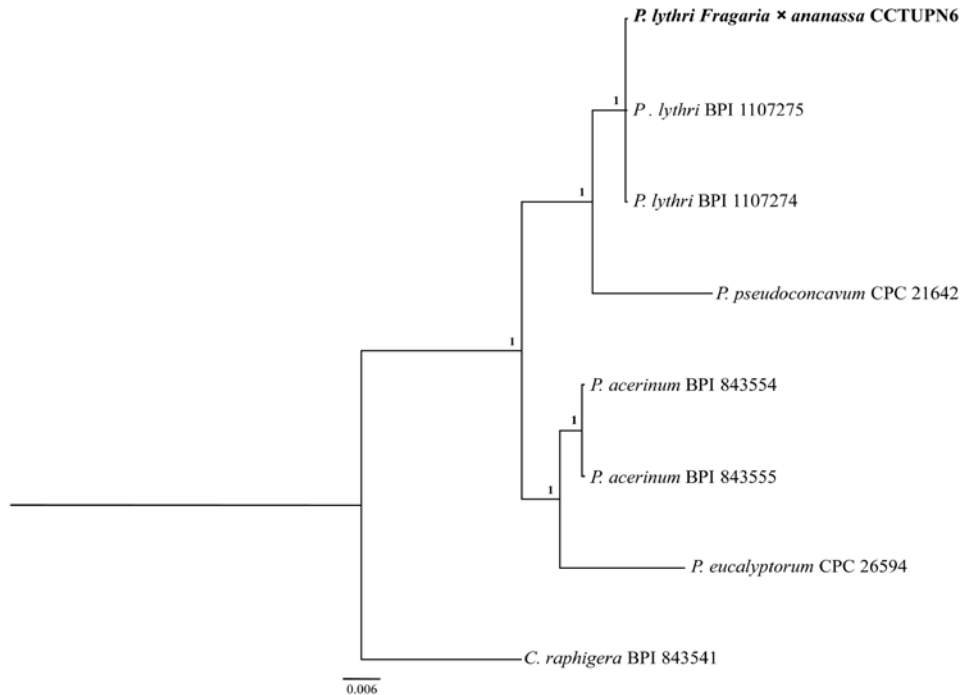 P. lythri Fragaria × ananassa CCTUPN6
1
P . lythri BPI 1107275
1
P. lythri BPI 1107274
P. pseudoconcavum CPC 21642
1
P. acerinum BPI 843554
1
P. acerinum BPI 843555
1
P. eucalyptorum CPC 26594
C. raphigera BPI 843541
0.006